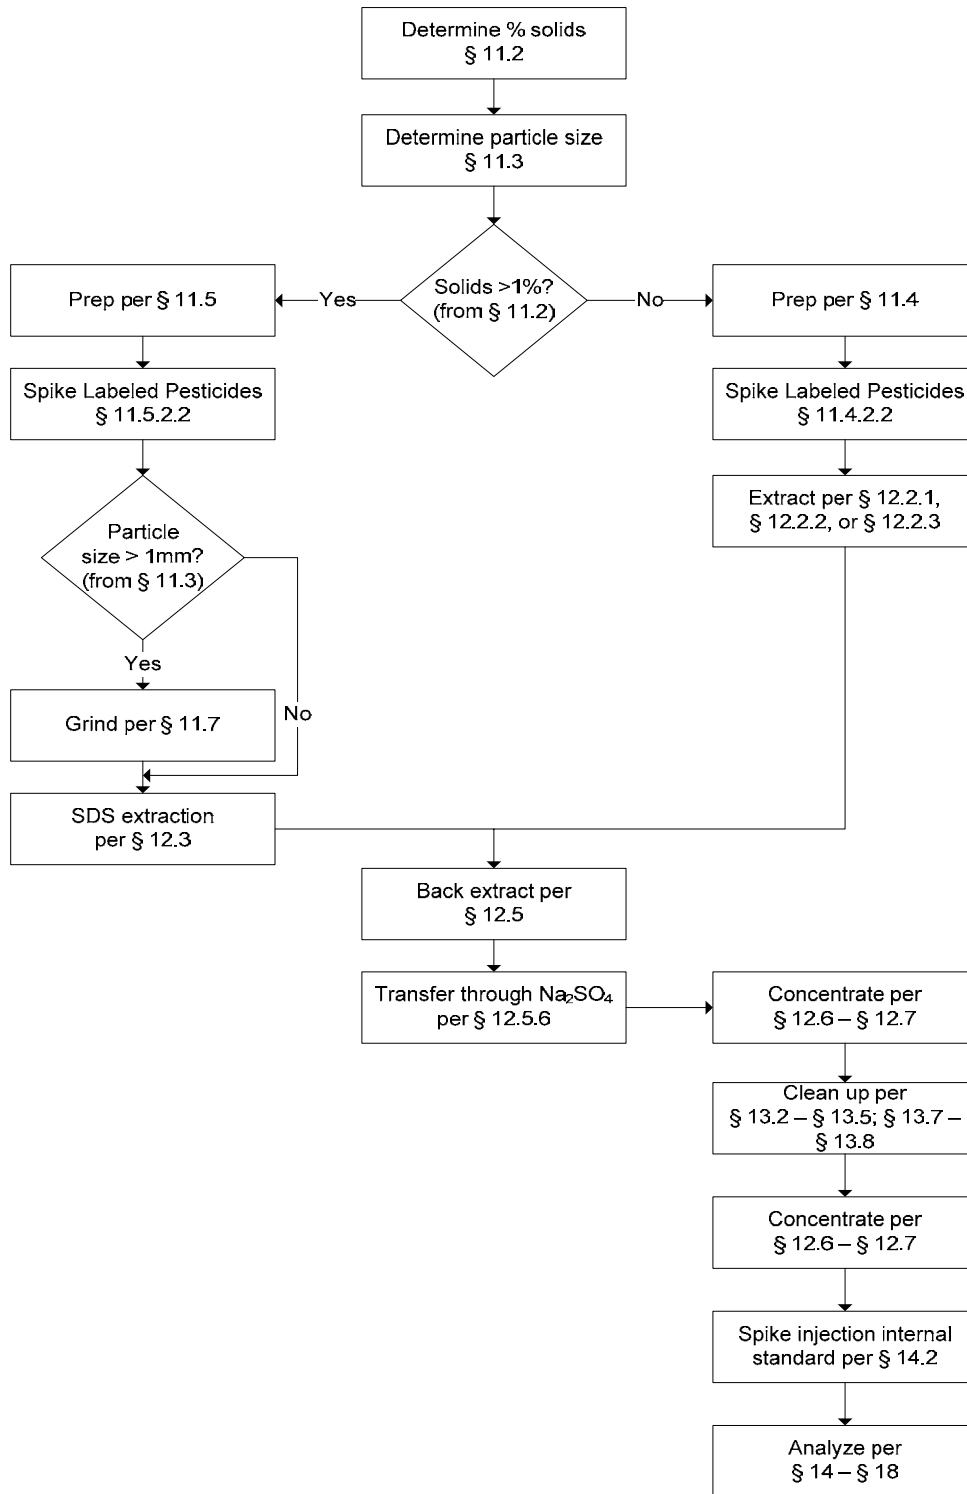 Determine % solids
§ 11.2
Determine particle size
§ 11.3
Solids >1%?
(from § 11.2)
Yes
No
Prep per § 11.5
Prep per § 11.4
Spike Labeled Pesticides
§ 11.5.2.2
Spike Labeled Pesticides
§ 11.4.2.2
Extract per § 12.2.1,
§ 12.2.2, or § 12.2.3
Particle
size > 1mm?
(from § 11.3)
Yes
No
Grind per § 11.7
SDS extraction
per § 12.3
Back extract per
§ 12.5
Transfer through Na₂SO₄
per § 12.5.6
Concentrate per
§ 12.6 – § 12.7
Clean up per
§ 13.2 – § 13.5; § 13.7 –
§ 13.8
Concentrate per
§ 12.6 – § 12.7
Spike injection internal
standard per § 14.2
Analyze per
§ 14 – § 18